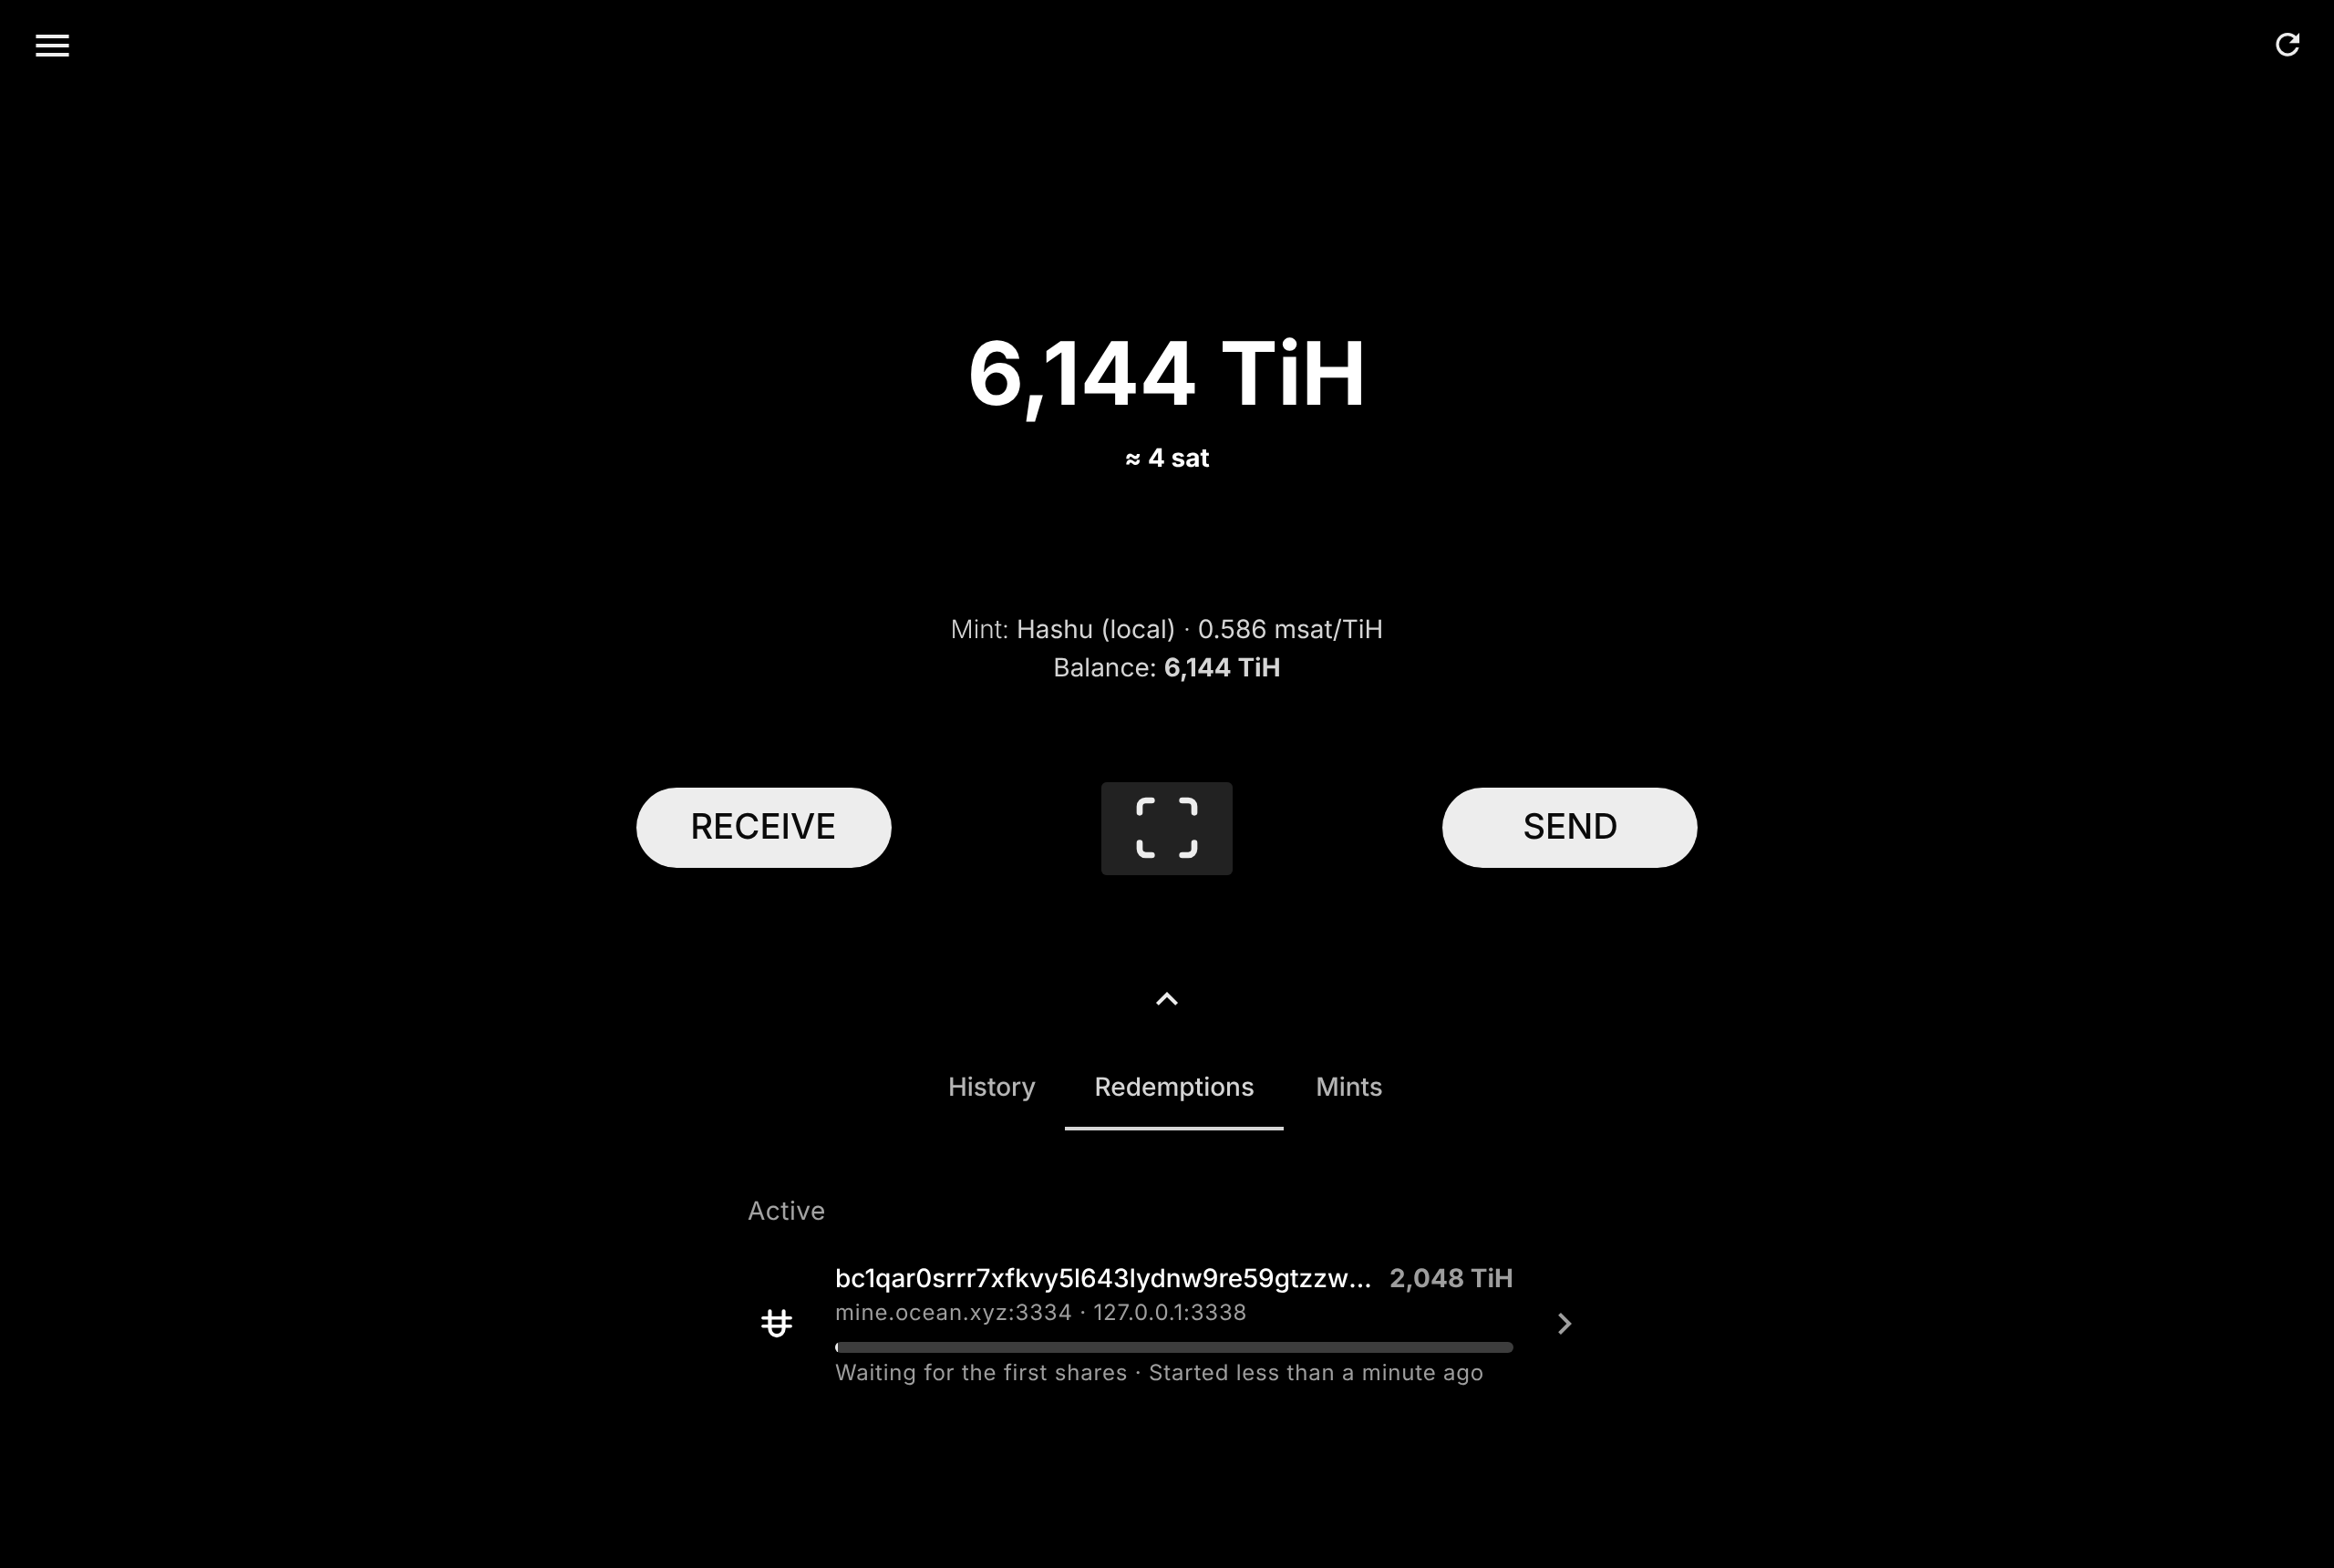 6,144 TiH
≈ 4 sat
Mint: Hashu (local) · 0.586 msat/TiH
Balance: 6,144 TiH
RECEIVE
SEND
History
Redemptions
Mints
Active
bc1qar0srrr7xfkvy5l643lydnw9re59gtzzw... 2,048 TiH
mine.ocean.xyz:3334 · 127.0.0.1:3338
Waiting for the first shares · Started less than a minute ago